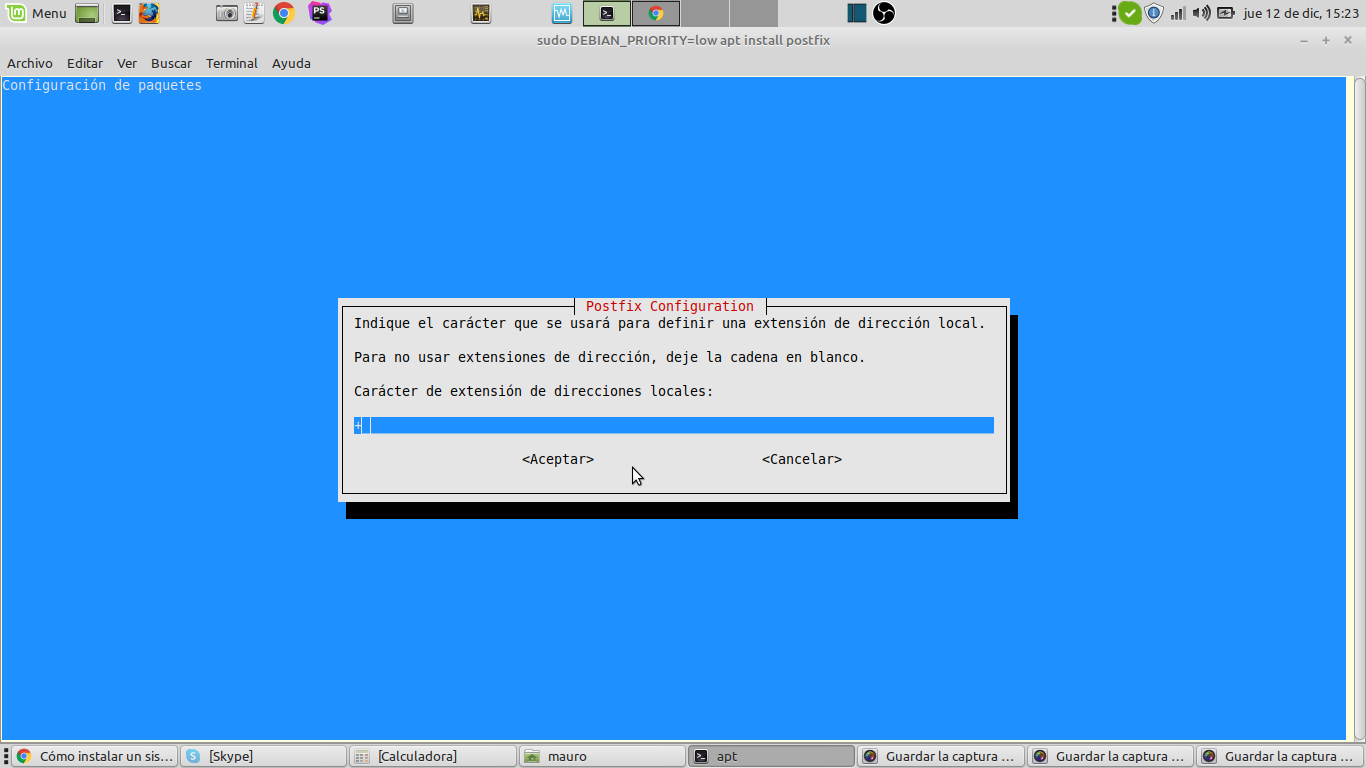 Menu
PS
jue 12 de dic, 15:23
sudo DEBIAN_PRIORITY=low apt install postfix
Archivo Editar Ver Buscar Terminal Ayuda
Configuración de paquetes
Postfix Configuration
Indique el carácter que se usará para definir una extensión de dirección local.
Para no usar extensiones de dirección, deje la cadena en blanco.
Carácter de extensión de direcciones locales:
+
<Aceptar> <Cancelar>
Cómo instalar un sis... [Skype] [Calculadora] mauro apt Guardar la captura ... Guardar la captura ... Guardar la captura ...